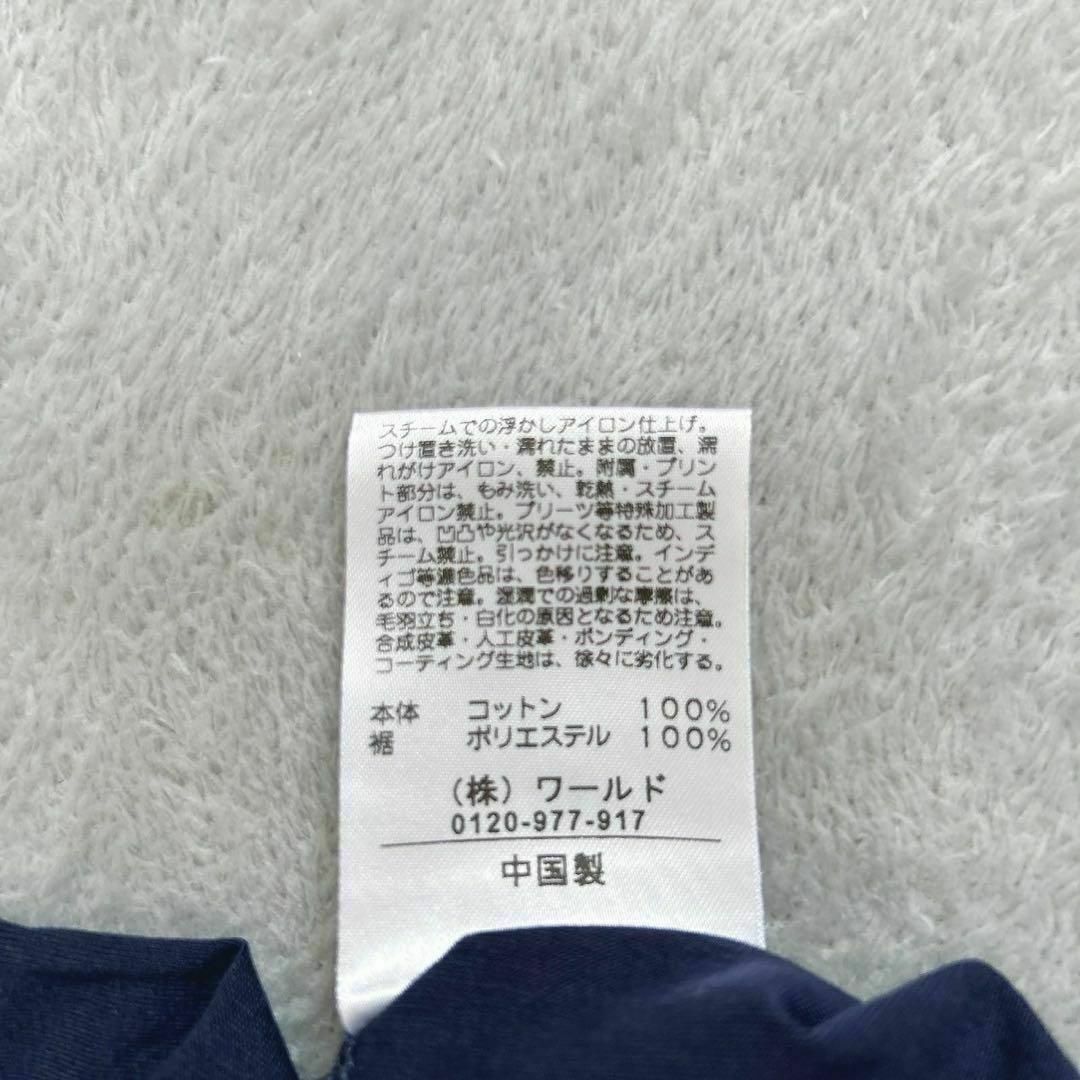 スチームでの浮かしアイロン仕上げ。
つけ置き洗い・濡れたままの放置、濡
れがけアイロン、禁止。附属・プリン
ト部分は、もみ洗い、乾熱・スチーム
アイロン禁止。プリーツ等特殊加工製
品は、凹凸や光沢がなくなるため、ス
チーム禁止。引っかけに注意。インデ
ィゴ等濃色品は、色移りすることがあ
るので注意。湿潤での過剰な摩擦は、
毛羽立ち・白化の原因となるため注意。
合成皮革・人工皮革・ボンディング・
コーティング生地は、徐々に劣化する。
本体 コットン 100%
裾 ポリエステル 100%
(株) ワールド
0120-977-917
中国製